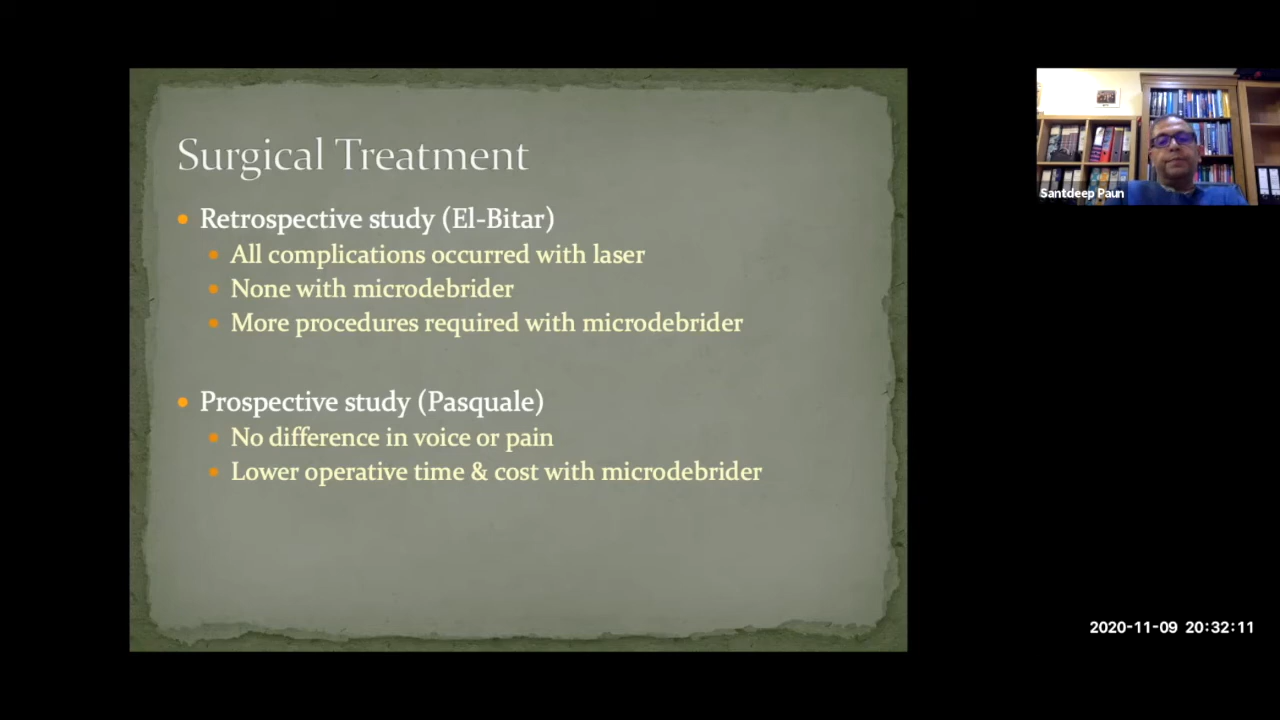 Surgical Treatment
Retrospective study (El-Bitar)
All complications occurred with laser
None with microdebrider
More procedures required with microdebrider
Prospective study (Pasquale)
No difference in voice or pain
Lower operative time & cost with microdebrider
Santdeep Paun
2020-11-09 20:32:11